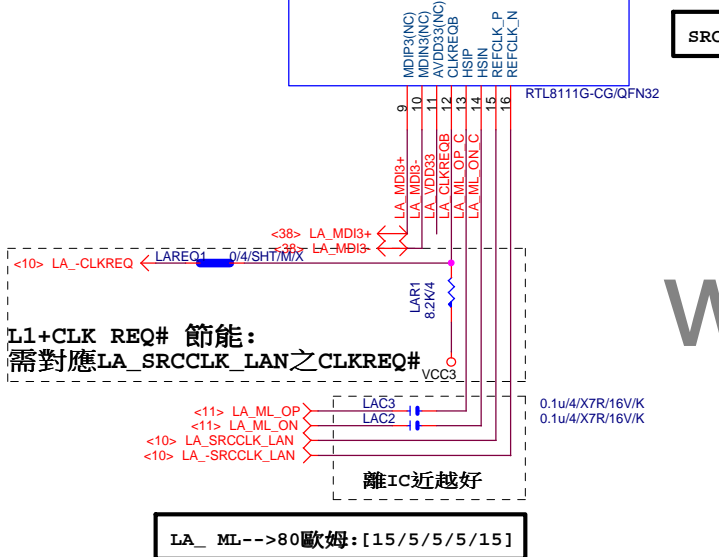 SRC
MDIP3(NC)
MDIN3(NC)
AVDD33(NC)
CLKREQB
HSIP
HSIN
REFCLK_P
REFCLK_N
RTL8111G-CG/QFN32
9
10
11
12
13
14
15
16
LA_MDI3+
LA_MDI3-
LA_VDD33
LA_CLKREQB
LA_ML_OP_C
LA_ML_ON_C
<38> LA_MDI3+
<38> LA_MDI3-
<10> LA_-CLKREQ
LAREQ1
0/4/SHT/M/X
LAR1
8.2K/4
L1+CLK REQ# 節能:
需對應LA_SRCCLK_LAN之CLKREQ#
VCC3
W
<11> LA_ML_OP
LAC3
0.1u/4/X7R/16V/K
<11> LA_ML_ON
LAC2
0.1u/4/X7R/16V/K
<10> LA_SRCCLK_LAN
<10> LA_-SRCCLK_LAN
離IC近越好
LA_ ML-->80歐姆:[15/5/5/5/15]